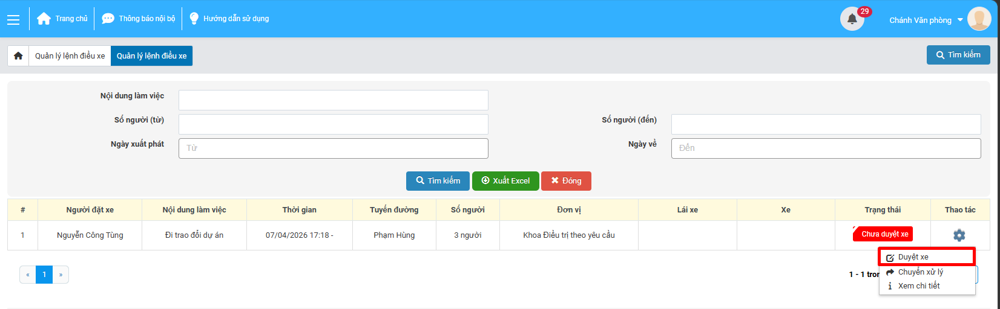 Trang chủ Thông báo nội bộ Hướng dẫn sử dụng 29 Chánh Văn phòng
Quản lý lệnh điều xe Quản lý lệnh điều xe Tìm kiếm
Nội dung làm việc
Số người (từ) Số người (đến)
Ngày xuất phát Từ Ngày về Đến
Tìm kiếm Xuất Excel Đóng
# Người đặt xe Nội dung làm việc Thời gian Tuyến đường Số người Đơn vị Lái xe Xe Trạng thái Thao tác
1 Nguyễn Công Tùng Đi trao đổi dự án 07/04/2026 17:18 - Phạm Hùng 3 người Khoa Điều trị theo yêu cầu Chưa duyệt xe
Duyệt xe
« 1 » 1 - 1 Chuyển xử lý
Xem chi tiết